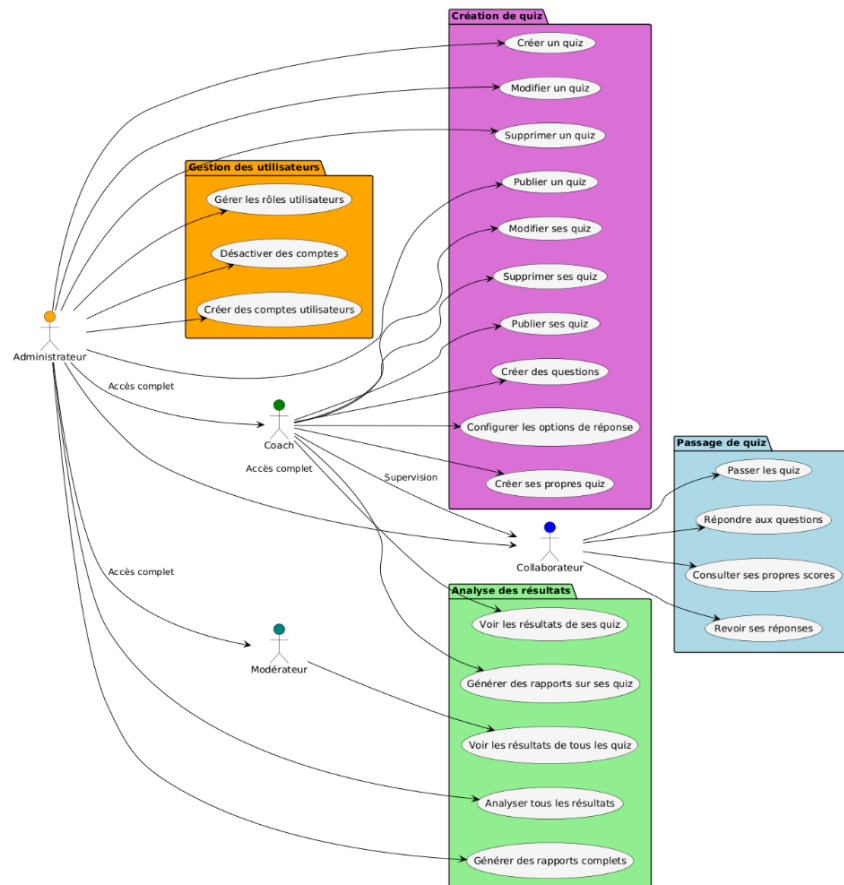 Création de quiz
Créer un quiz
Modifier un quiz
Supprimer un quiz
Gestion des utilisateurs
Publier un quiz
Gérer les rôles utilisateurs
Modifier ses quiz
Désactiver des comptes
Supprimer ses quiz
Créer des comptes utilisateurs
Publier ses quiz
Administrateur
Créer des questions
Accès complet
Configurer les options de réponse
Coach
Passage de quiz
Accès complet
Passer les quiz
Supervision
Créer ses propres quiz
Répondre aux questions
Collaborateur
Accès complet
Consulter ses propres scores
Analyse des résultats
Voir les résultats de ses quiz
Revoir ses réponses
Modérateur
Générer des rapports sur ses quiz
Voir les résultats de tous les quiz
Analyser tous les résultats
Générer des rapports complets